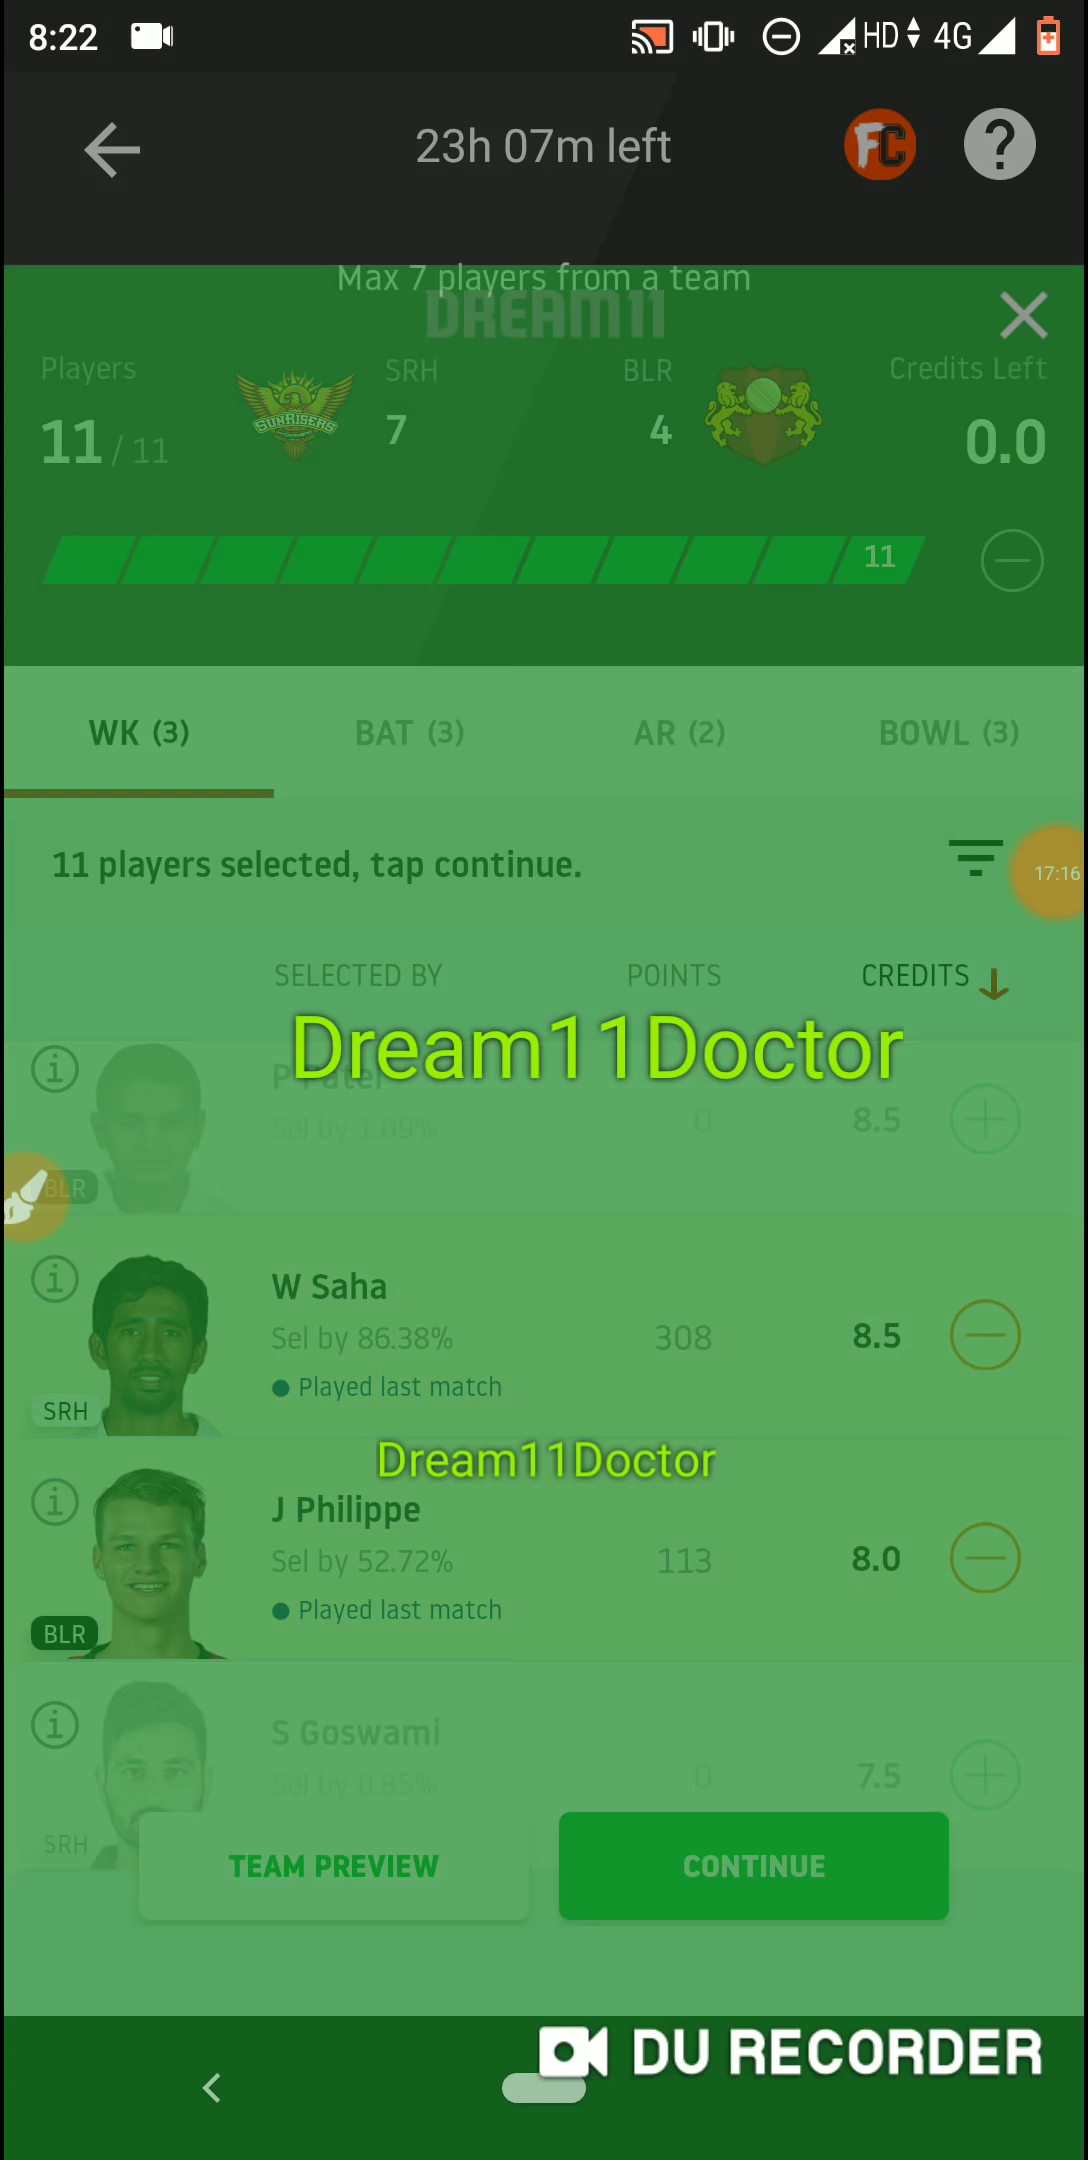 8:22 HD 4G
23h 07m left FC ?
Max 7 players from a team
DREAM11
Players SRH BLR Credits Left
11 / 11 SUNRISERS 7 4 0.0
11
WK (3) BAT (3) AR (2) BOWL (3)
11 players selected, tap continue.
17:16
SELECTED BY POINTS CREDITS
Dream11Doctor
P Patel
Sel by 1.09% 0 8.5
BLR
W Saha
Sel by 86.38% 308 8.5
Played last match
SRH
Dream11Doctor
J Philippe
Sel by 52.72% 113 8.0
Played last match
BLR
S Goswami
Sel by 0.85% 0 7.5
SRH
TEAM PREVIEW CONTINUE
DU RECORDER